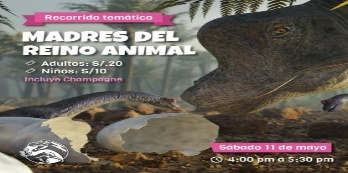 Recorrido temático
MADRES DEL
REINO ANIMAL
Adultos: S/.20
Niños: S/10
Incluye Champagne
Sábado 11 de mayo
4:00 pm a 5:30 pm